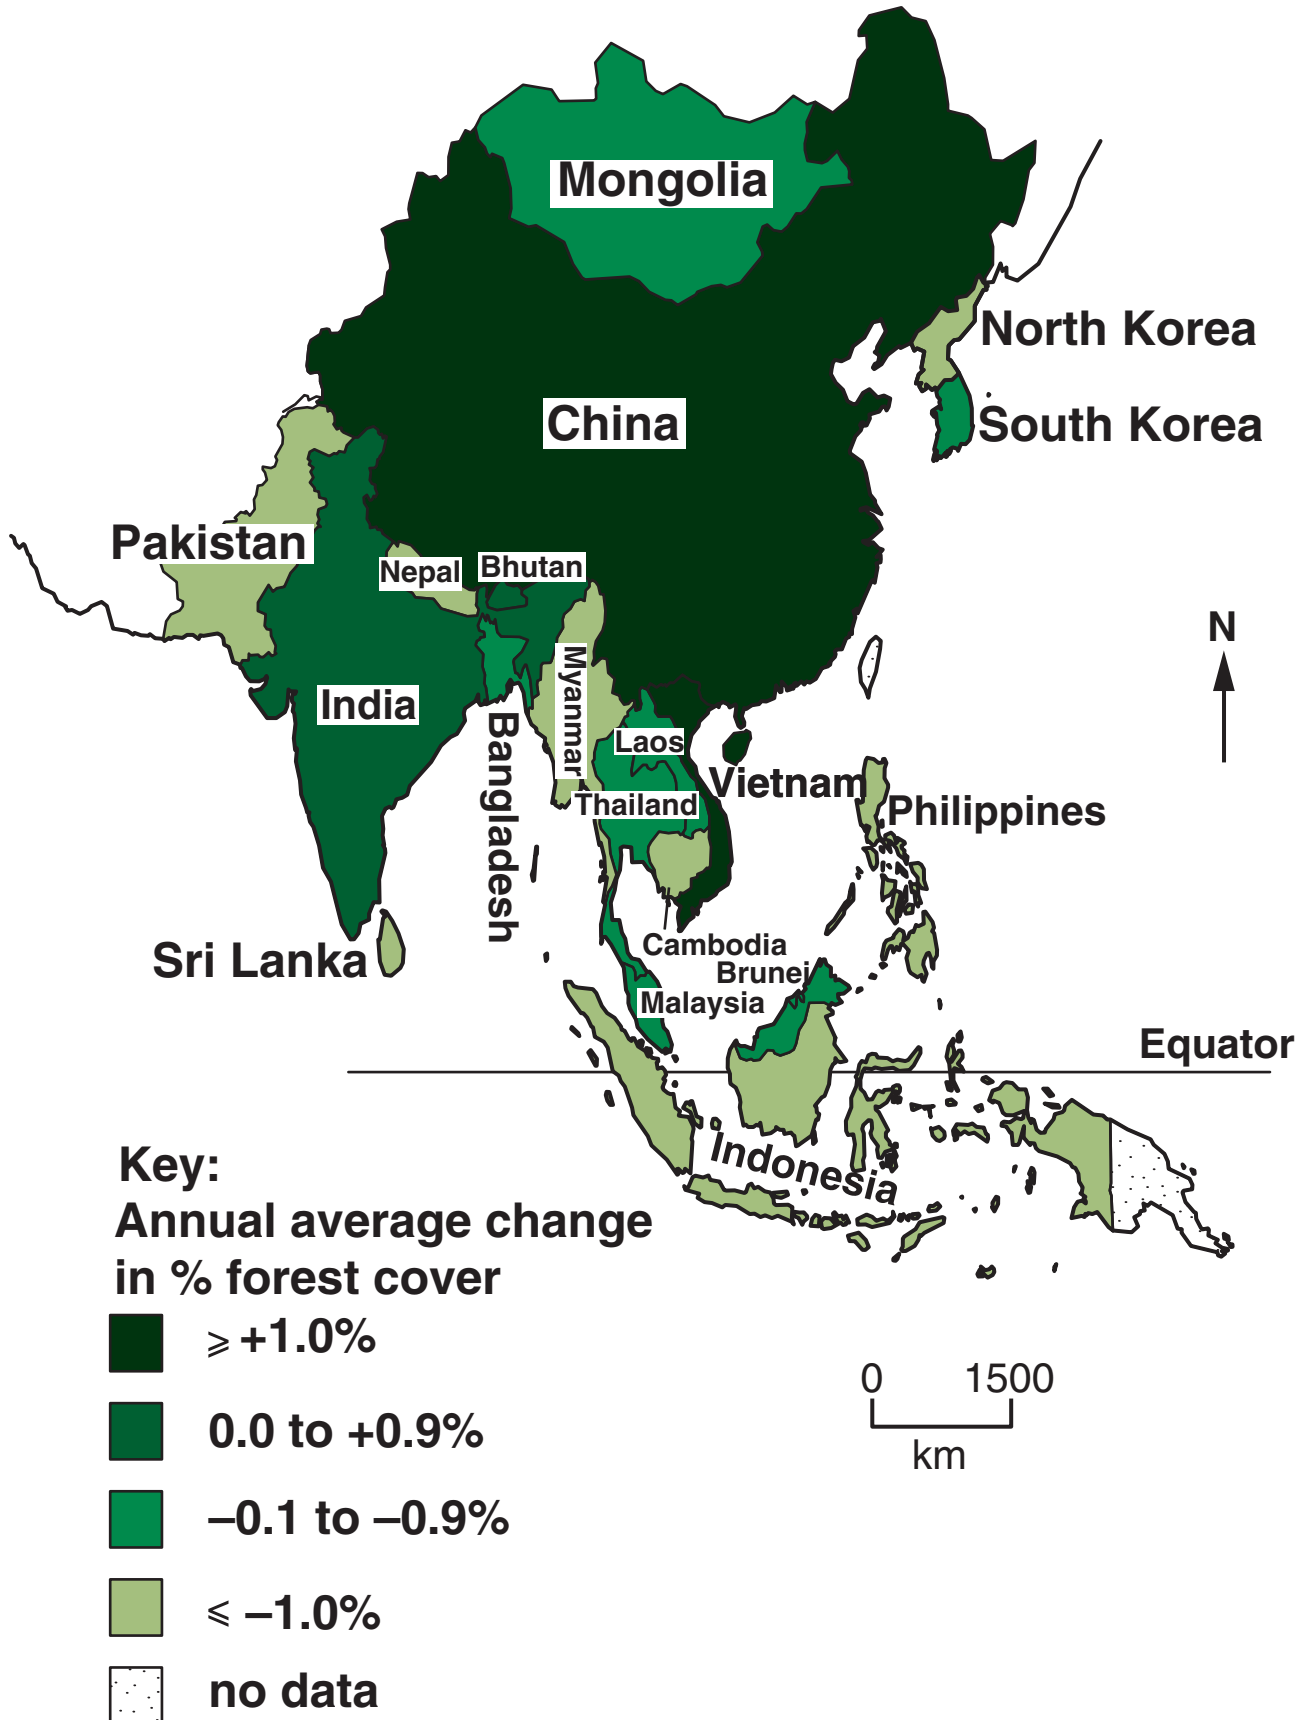 Mongolia
North Korea
China
South Korea
Pakistan
Nepal
Bhutan
N
Myanmar
India
Bangladesh
Laos
Vietnam
Thailand
Philippines
Cambodia
Sri Lanka
Brunei
Malaysia
Equator
Indonesia
Key:
Annual average change
in % forest cover
⩾ +1.0%
0.0 to +0.9%
–0.1 to –0.9%
⩽ –1.0%
no data
0 1500
km